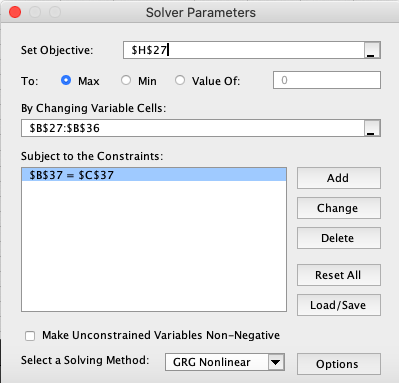 Solver Parameters
Set Objective: $H$27
To: Max Min Value Of: 0
By Changing Variable Cells:
$B$27:$B$36
Subject to the Constraints:
$B$37 = $C$37
Add
Change
Delete
Reset All
Load/Save
Make Unconstrained Variables Non-Negative
Select a Solving Method: GRG Nonlinear Options